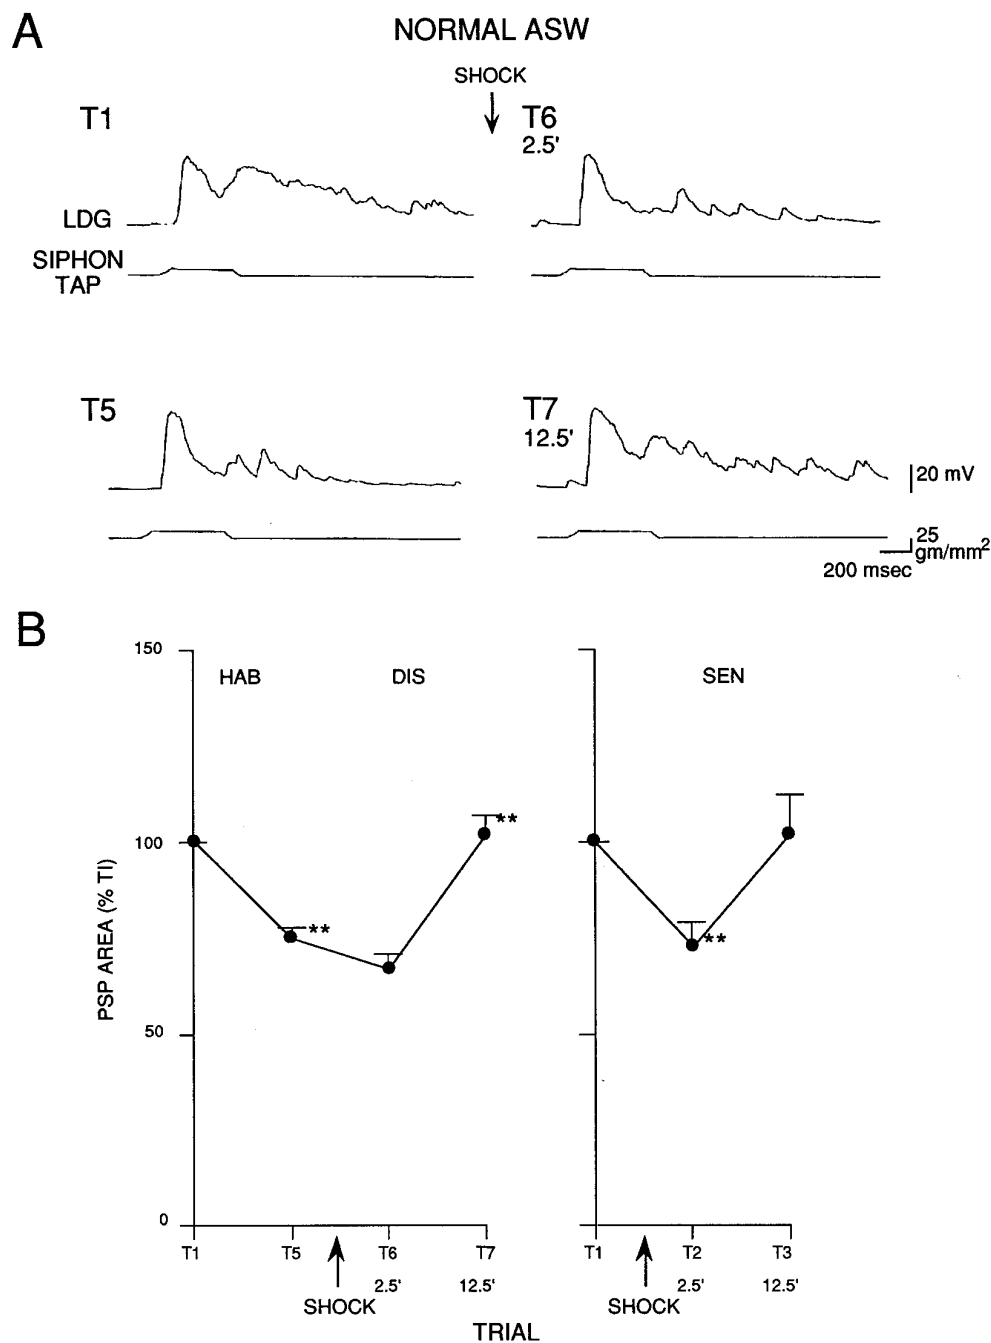 A
NORMAL ASW
SHOCK
T1
T6
2.5'
LDG
SIPHON
TAP
T5
T7
12.5'
20 mV
25
gm/mm²
200 msec
B
150
100
50
0
PSP AREA (% TI)
HAB
DIS
SEN
**
**
**
T1
T5
T6
T7
2.5'
12.5'
SHOCK
T1
T2
T3
2.5'
12.5'
SHOCK
TRIAL